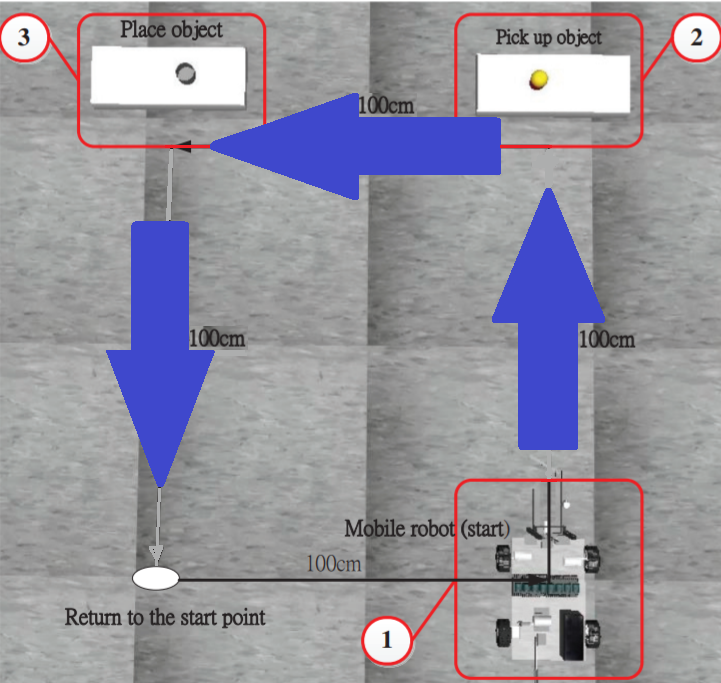 3
Place object
Pick up object
2
100cm
100cm
100cm
Mobile robot (start)
100cm
Return to the start point
1